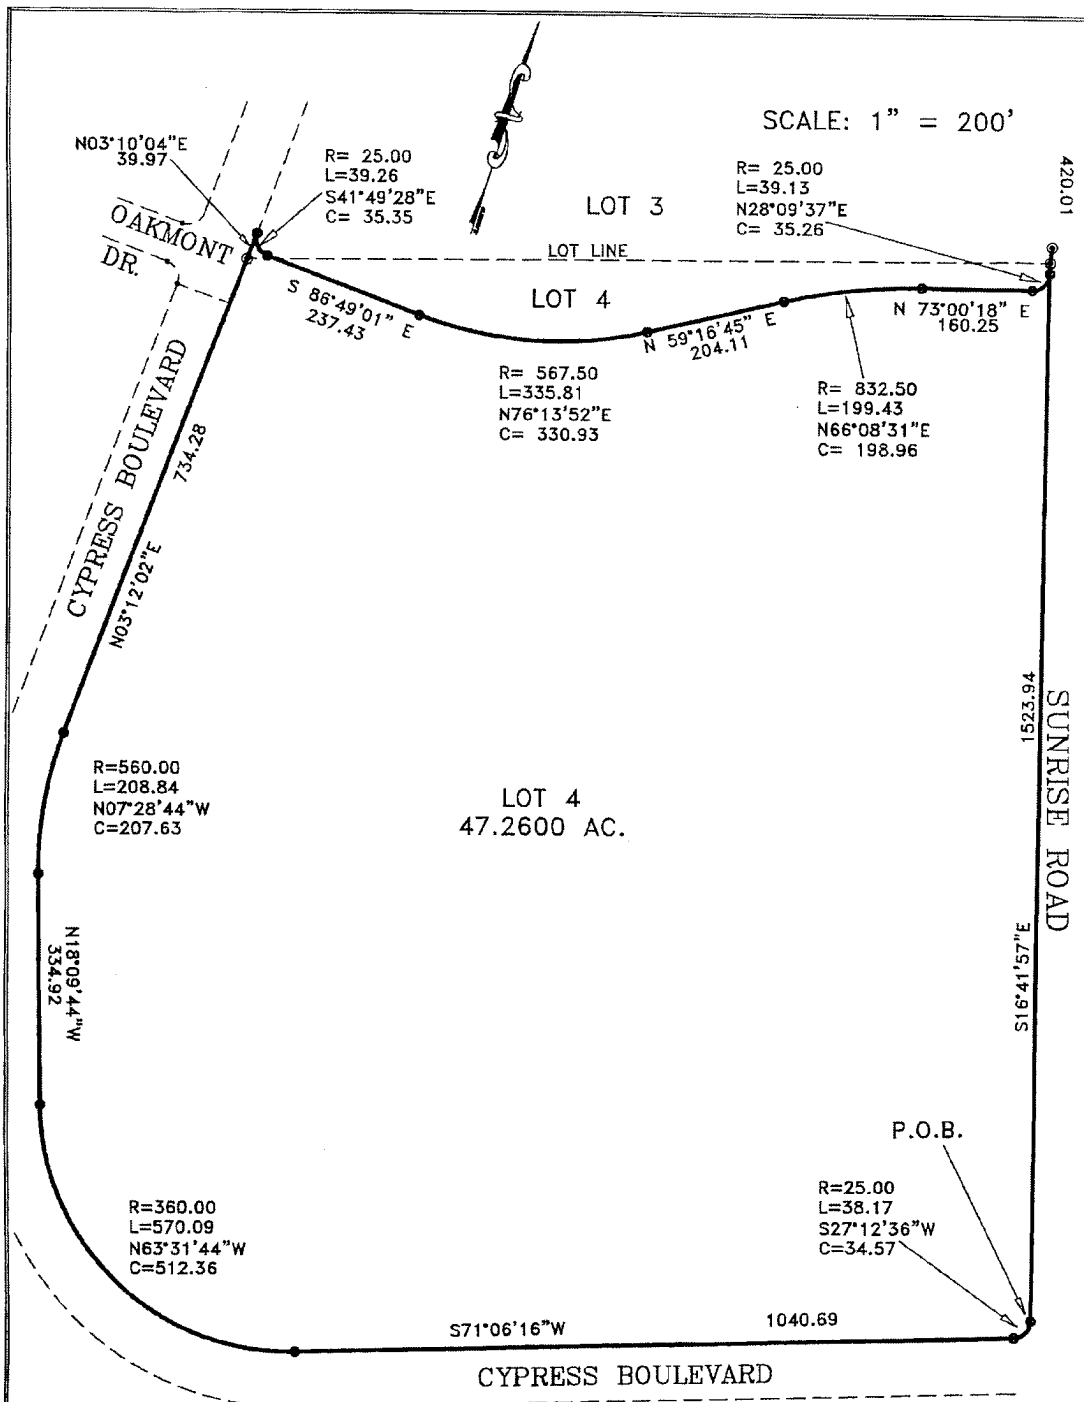 SCALE: 1" = 200'
N03°10'04"E
39.97
R= 25.00
L=39.26
S41°49'28"E
C= 35.35
R= 25.00
L=39.13
N28°09'37"E
C= 35.26
420.01
LOT 3
OAKMONT
DR.
LOT LINE
LOT 4
S 86°49'01" E
237.43
N 59°16'45" E
204.11
N 73°00'18" E
160.25
R= 567.50
L=335.81
N76°13'52"E
C= 330.93
R= 832.50
L=199.43
N66°08'31"E
C= 198.96
CYPRESS BOULEVARD
734.28
N03°12'02"E
1523.94
SUNRISE ROAD
S16°41'57"E
R=560.00
L=208.84
N07°28'44"W
C=207.63
LOT 4
47.2600 AC.
N18°09'44"W
334.92
P.O.B.
R=25.00
L=38.17
S27°12'36"W
C=34.57
R=360.00
L=570.09
N63°31'44"W
C=512.36
S71°06'16"W
1040.69
CYPRESS BOULEVARD